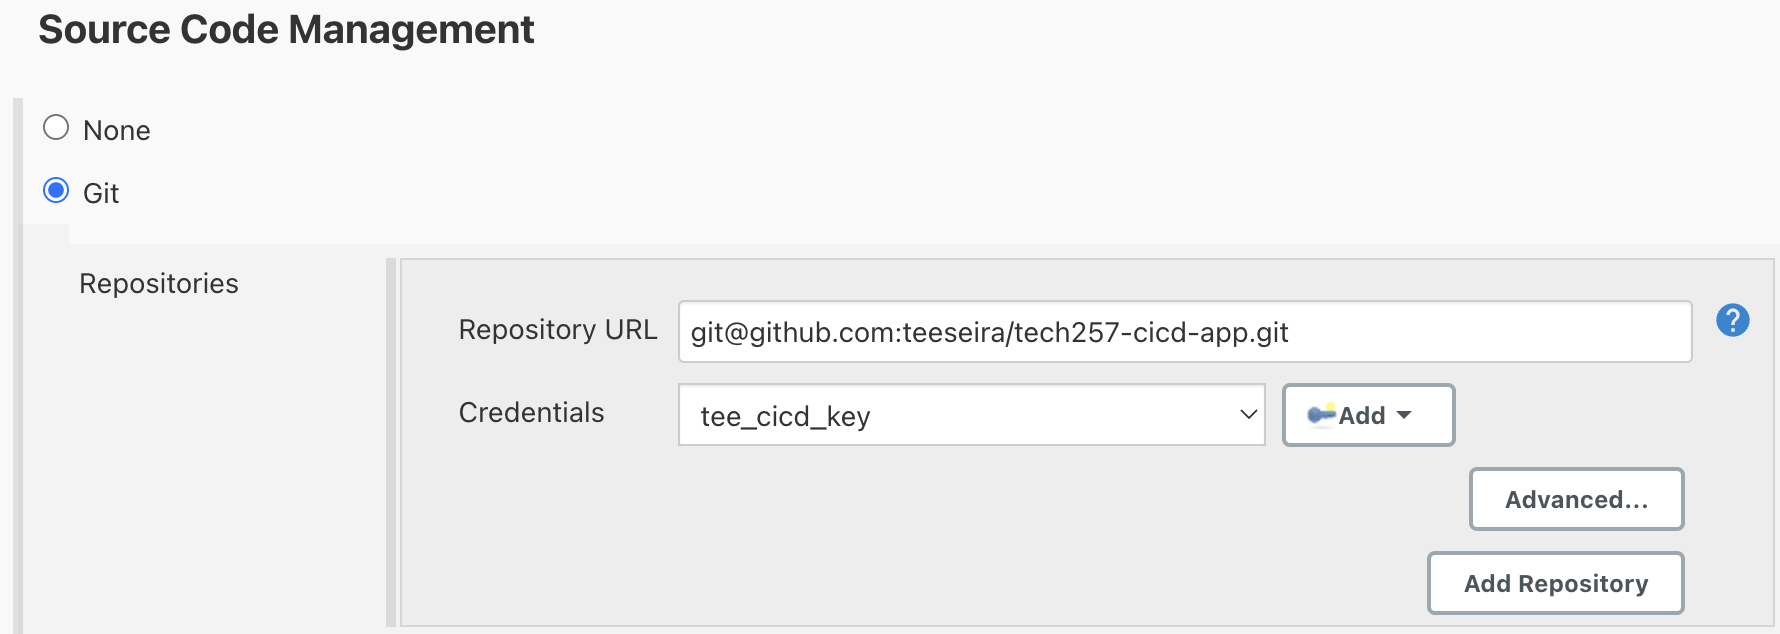 Source Code Management
None
Git
Repositories
Repository URL git@github.com:teeseira/tech257-cicd-app.git ?
Credentials tee_cicd_key Add
Advanced...
Add Repository